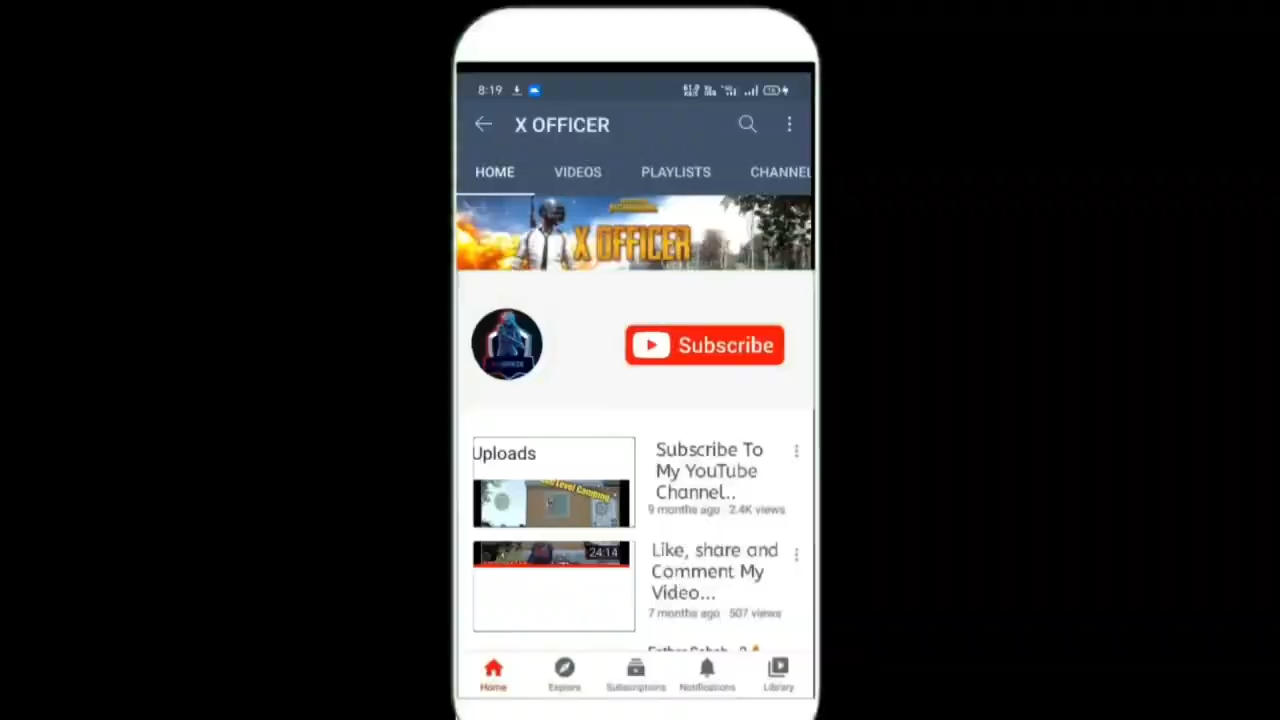 8:19
X OFFICER
HOME VIDEOS PLAYLISTS CHANNEL
X OFFICER
Subscribe
Uploads
Subscribe To
My YouTube
Channel..
9 months ago 2.4K views
24:14
Like, share and
Comment My
Video...
7 months ago 507 views
Home Explore Subscriptions Notifications Library